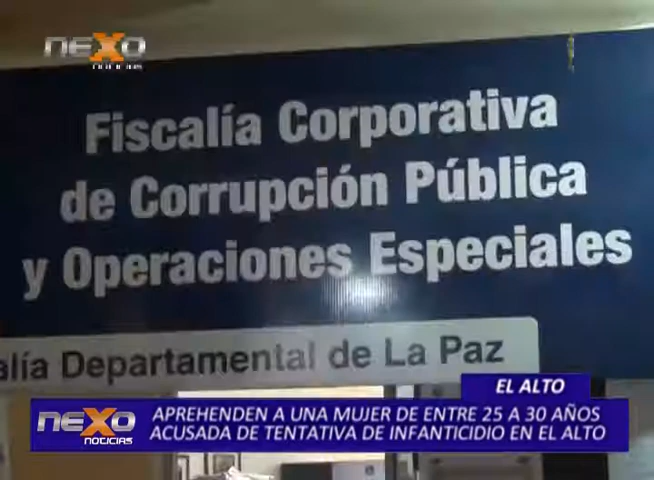 NEXO
NOTICIAS
Fiscalía Corporativa
de Corrupción Pública
y Operaciones Especiales
alía Departamental de La Paz
EL ALTO
NEXO
NOTICIAS
APREHENDEN A UNA MUJER DE ENTRE 25 A 30 AÑOS
ACUSADA DE TENTATIVA DE INFANTICIDIO EN EL ALTO